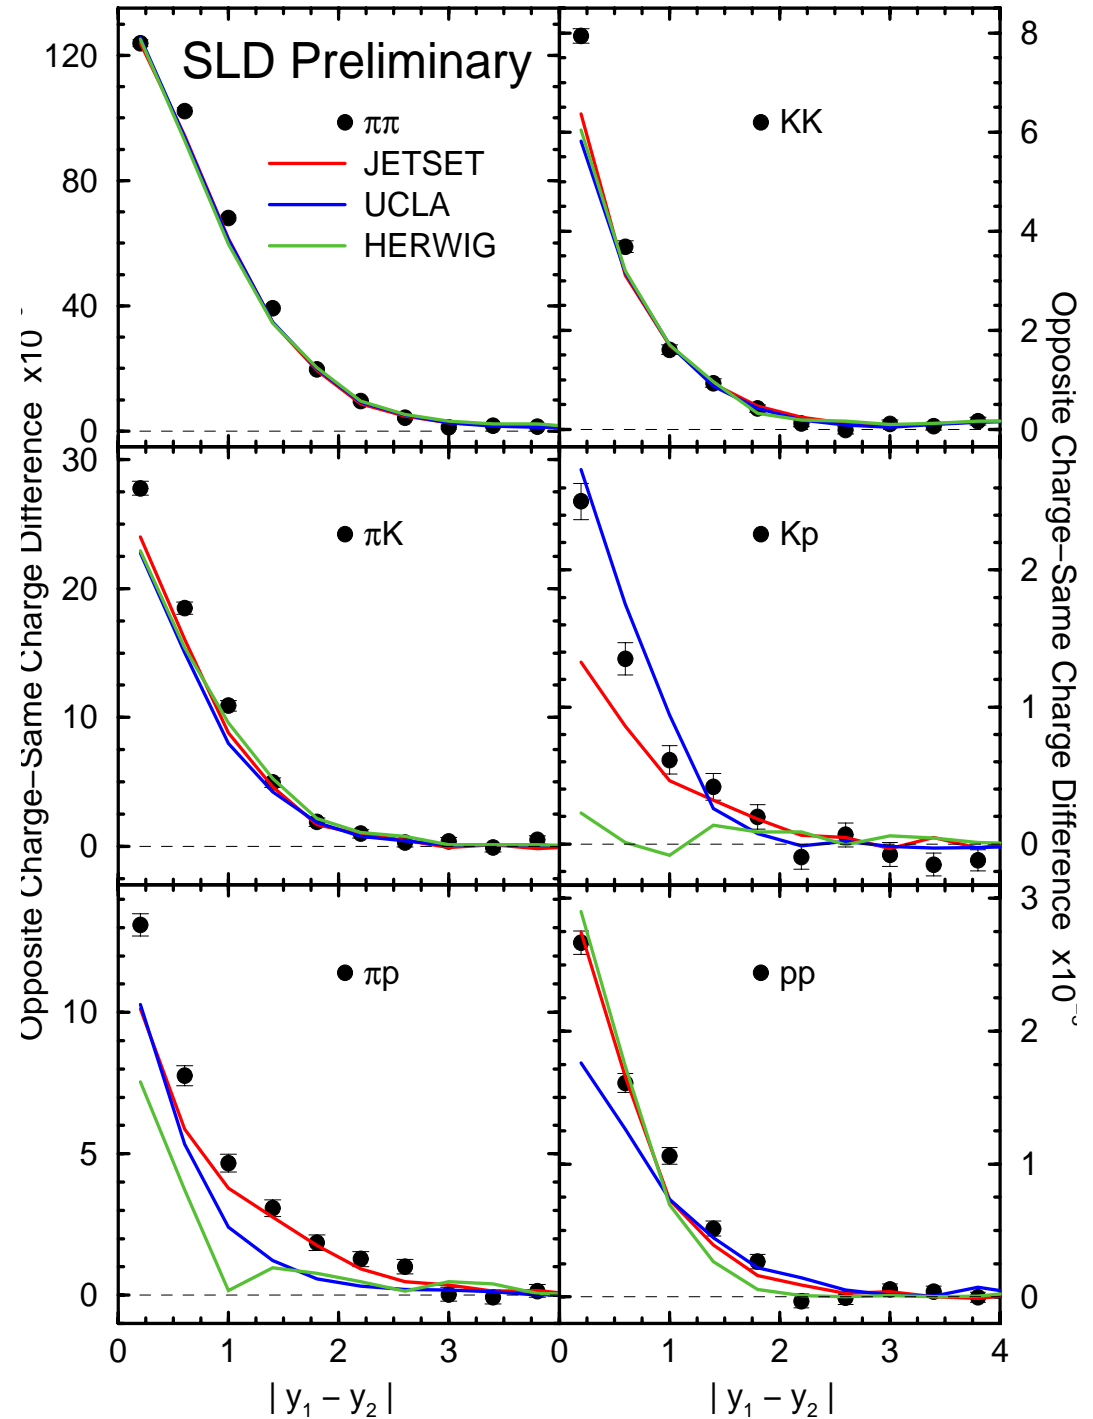 SLD Preliminary
ππ
JETSET
UCLA
HERWIG
KK
πK
Kp
πp
pp
120
80
40
0
30
20
10
0
10
5
0
8
6
4
2
0
2
1
0
3
2
1
0
0
1
2
3
0
1
2
3
4
| y₁ – y₂ |
| y₁ – y₂ |
Opposite Charge–Same Charge Difference x10
Opposite Charge–Same Charge Difference x10